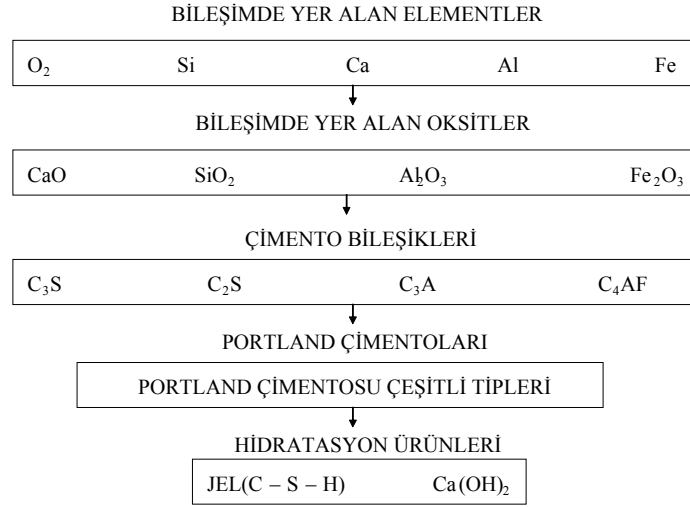 BİLEŞİMDE YER ALAN ELEMENTLER
O₂ Si Ca Al Fe
BİLEŞİMDE YER ALAN OKSİTLER
CaO SiO₂ Al₂O₃ Fe₂O₃
ÇİMENTO BİLEŞİKLERİ
C₃S C₂S C₃A C₄AF
PORTLAND ÇİMENTOLARI
PORTLAND ÇİMENTOSU ÇEŞİTLİ TİPLERİ
HİDRATASYON ÜRÜNLERİ
JEL(C – S – H) Ca(OH)₂